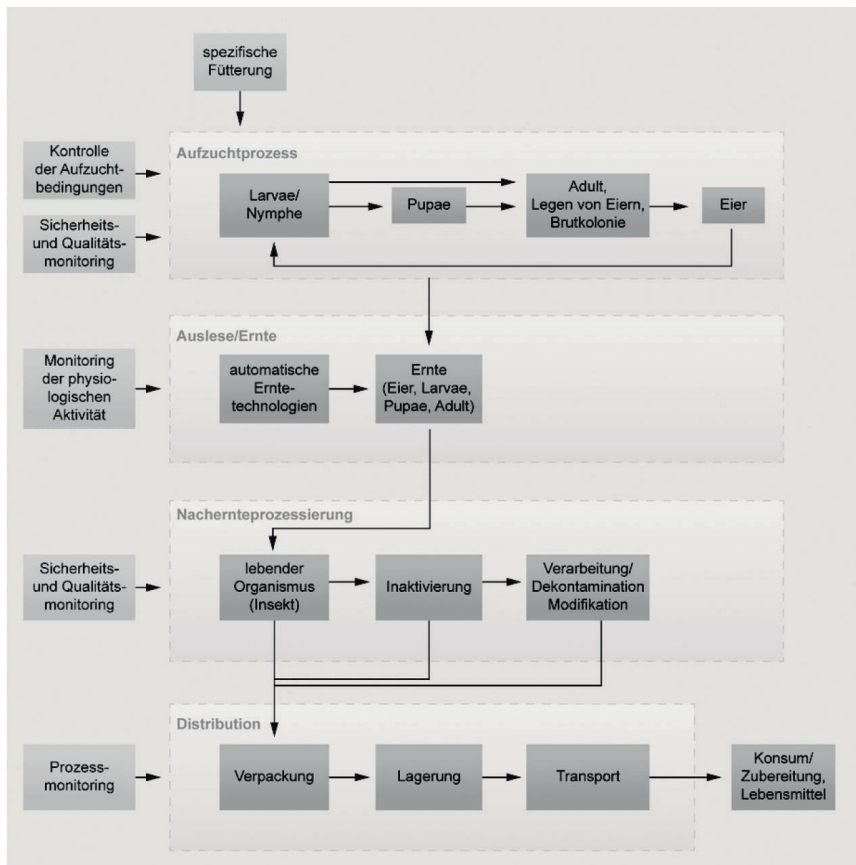 spezifische
Fütterung
Kontrolle
der Aufzucht-
bedingungen
Sicherheits-
und Qualitäts-
monitoring
Aufzuchtprozess
Larvae/
Nymphe
Pupae
Adult,
Legen von Eiern,
Brutkolonie
Eier
Monitoring
der physio-
logischen
Aktivität
Auslese/Ernte
automatische
Ernte-
technologien
Ernte
(Eier, Larvae,
Pupae, Adult)
Sicherheits-
und Qualitäts-
monitoring
Nachernteprozessierung
lebender
Organismus
(Insekt)
Inaktivierung
Verarbeitung/
Dekontamination
Modifikation
Prozess-
monitoring
Distribution
Verpackung
Lagerung
Transport
Konsum/
Zubereitung,
Lebensmittel